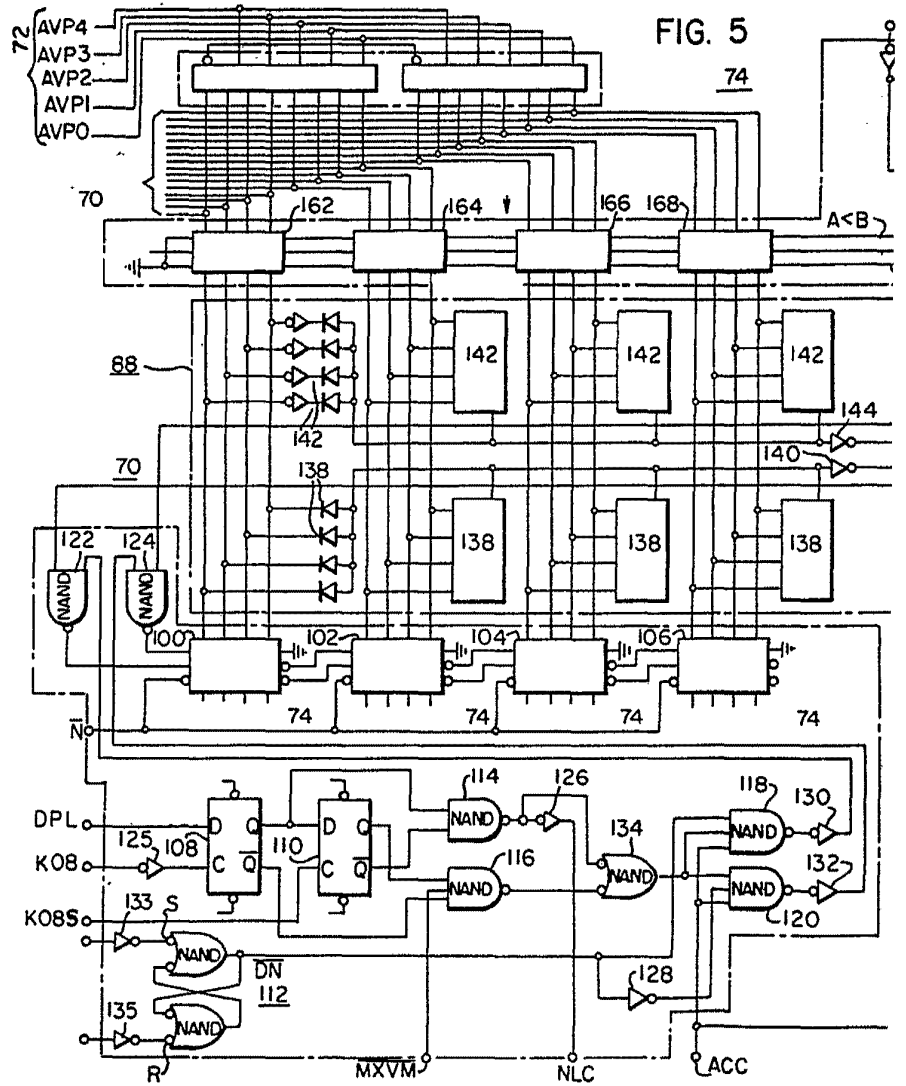 FIG. 5
72
AVP4
AVP3
AVP2
AVP1
AVP0
74
70
162
164
166
168
A<B
88
142
142
142
142
144
140
70
138
138
138
138
122
124
NAND
NAND
100
102
104
106
74
74
74
74
N̅
114
126
118
130
DPL
D
Q
108
C
Q̅
D
Q
110
C
Q̅
NAND
134
NAND
125
K08
116
NAND
NAND
132
NAND
120
K08S̅
133
S
NAND
D̅N̅
112
128
135
NAND
R
M̅X̅V̅M̅
NLC
ACC